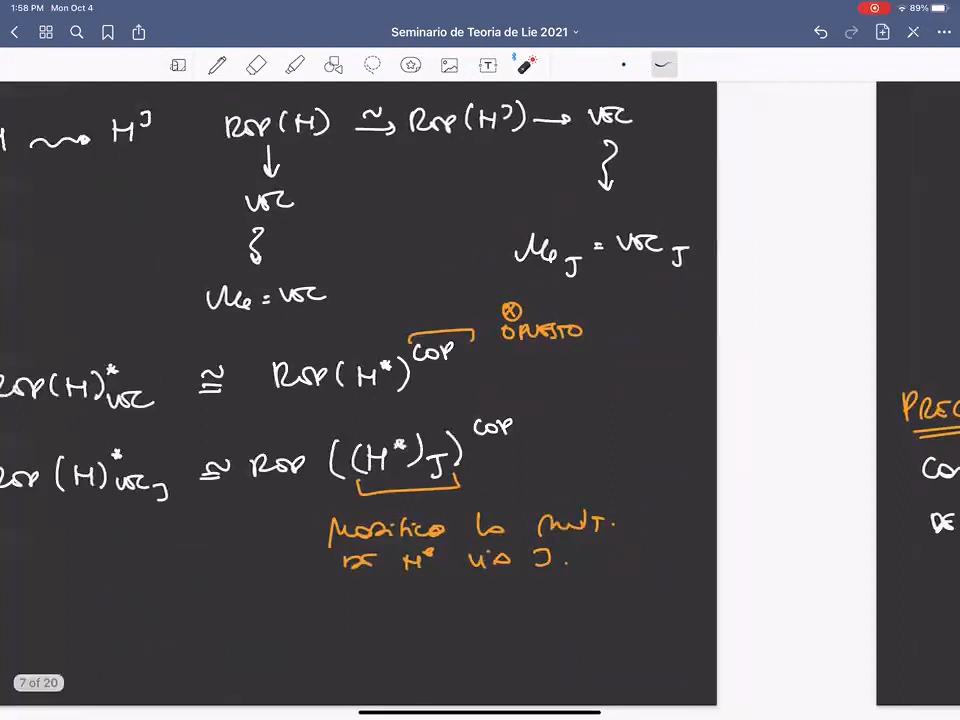 1:58 PM Mon Oct 4
89%
Seminario de Teoria de Lie 2021
H ⇝ H^J
Rep(H) ≅→ Rep(H^J) → VEC
↓
VEC
M = VEC
M_J = VEC_J
⊗
OPUESTO
Rep(H)*_VEC ≅ Rep(H*)^COP
Rep(H)*_VEC_J ≅ Rep((H*)_J)^COP
Modifico la mult.
DE H* VIA J.
PREG
CO
DE
7 of 20